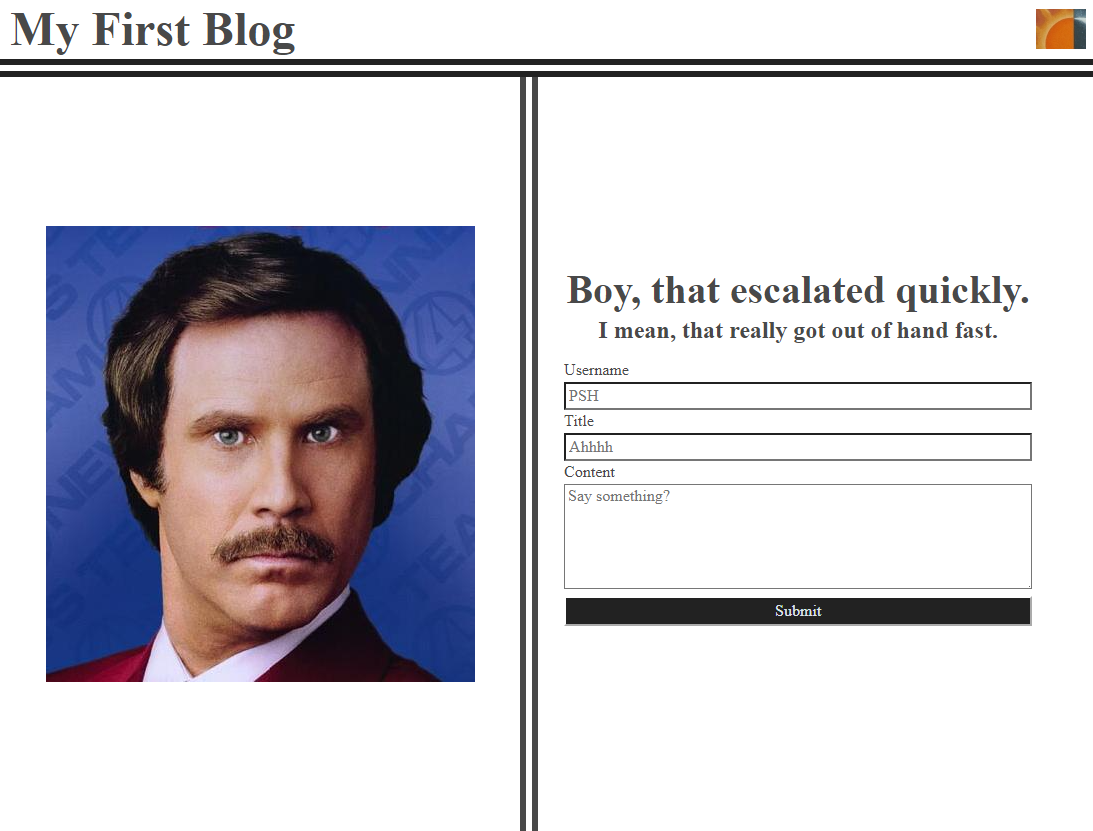 My First Blog
Boy, that escalated quickly.
I mean, that really got out of hand fast.
Username
PSH
Title
Ahhhh
Content
Say something?
Submit
4